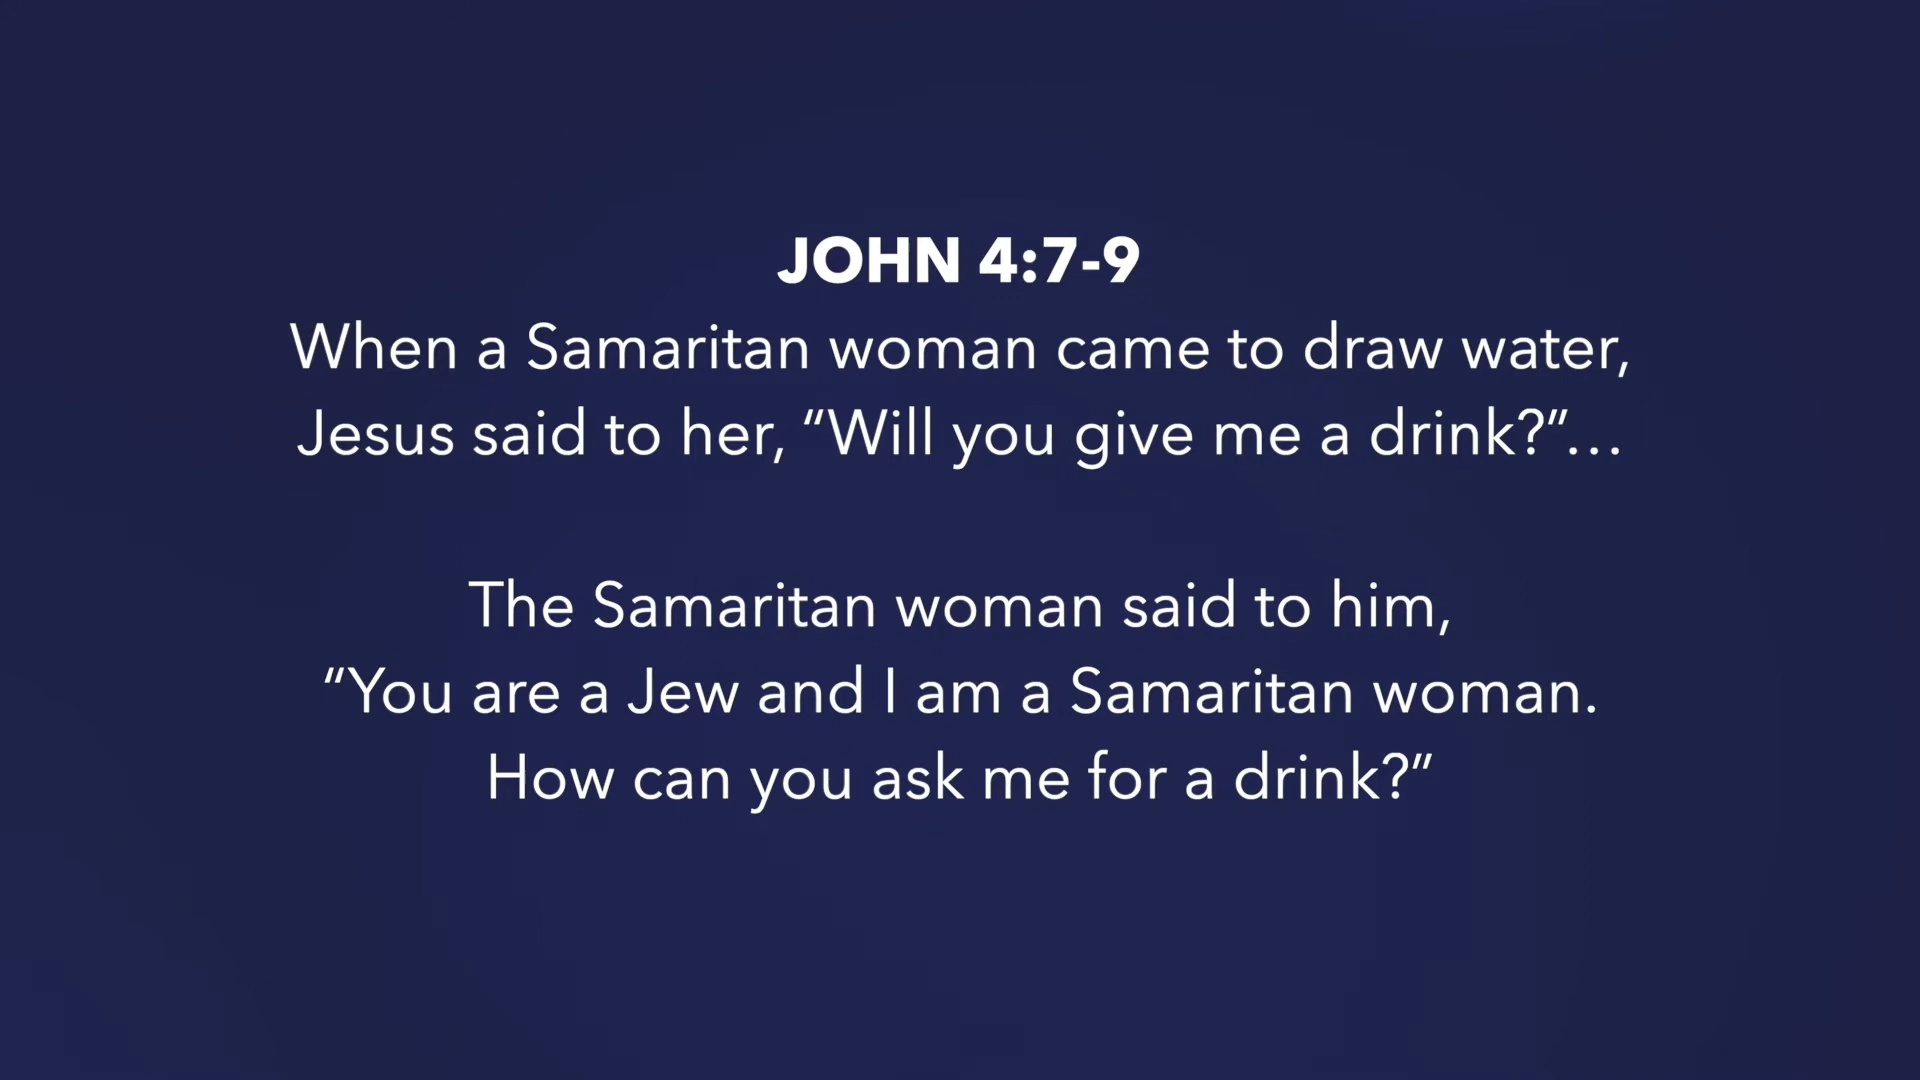 JOHN 4:7-9
When a Samaritan woman came to draw water,
Jesus said to her, “Will you give me a drink?”…
The Samaritan woman said to him,
“You are a Jew and I am a Samaritan woman.
How can you ask me for a drink?”